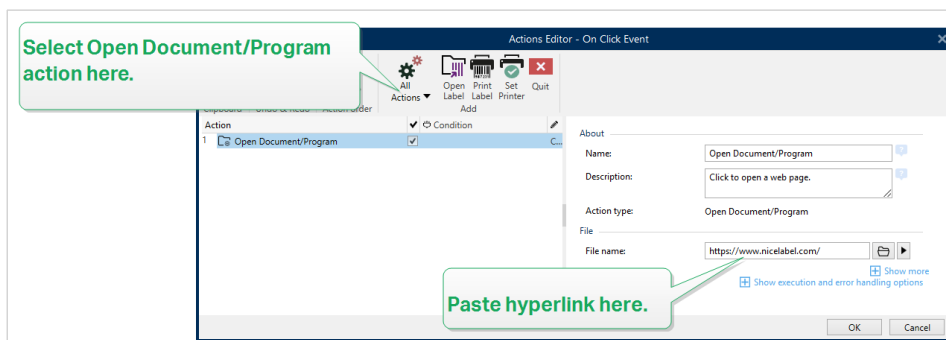 Select Open Document/Program
action here.
Actions Editor - On Click Event
All
Actions
Open
Label
Print
Label
Set
Printer
Quit
Add
Action
Condition
1 Open Document/Program
C...
About
Name: Open Document/Program
Description: Click to open a web page.
Action type: Open Document/Program
File
File name: https://www.nicelabel.com/
Show more
Show execution and error handling options
Paste hyperlink here.
OK Cancel